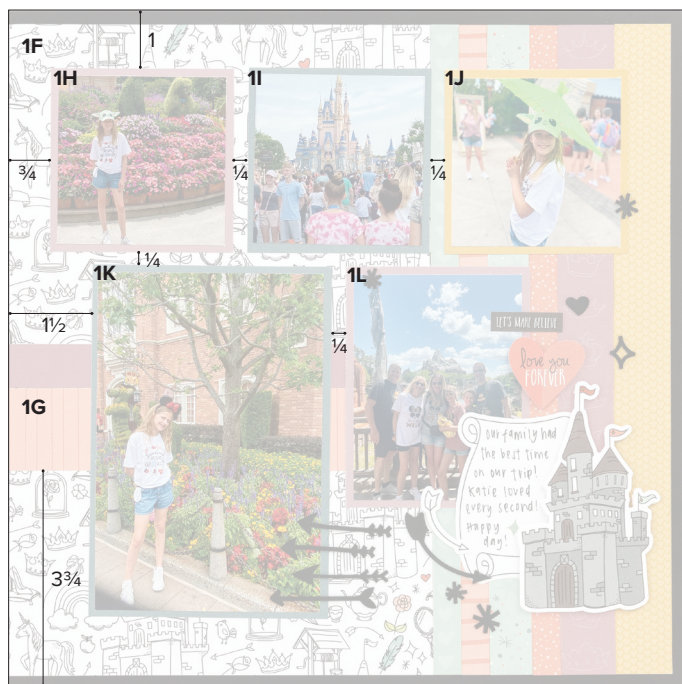 1
1F
1H
1I
1J
¾
¼
¼
¼
1K
1L
1½
¼
LET'S MAKE BELIEVE
love you
FOREVER
1G
our family had
the best time
on our trip!
Katie loved
every second!
Happy
day!
3¾